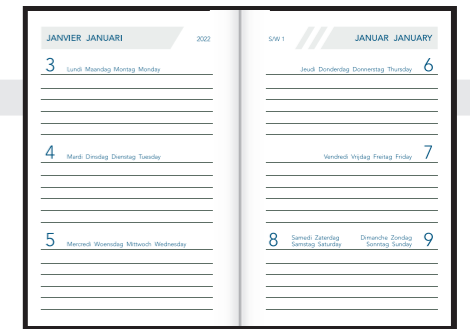 JANVIER JANUARI 2022
3 Lundi Maandag Montag Monday
4 Mardi Dinsdag Dienstag Tuesday
5 Mercredi Woensdag Mittwoch Wednesday
S/W 1 JANUAR JANUARY
Jeudi Donderdag Donnerstag Thursday 6
Vendredi Vrijdag Freitag Friday 7
8 Samedi Zaterdag
Samstag Saturday
Dimanche Zondag 9
Sonntag Sunday